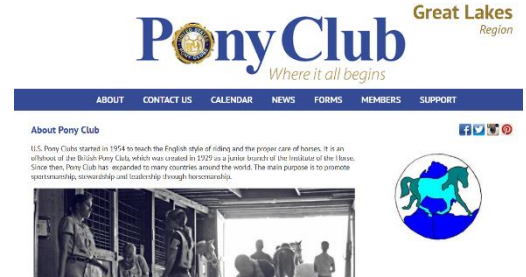 Great Lakes
Region
Pony Club
Where it all begins
ABOUT CONTACT US CALENDAR NEWS FORMS MEMBERS SUPPORT
About Pony Club
U.S. Pony Clubs started in 1954 to teach the English style of riding and the proper care of horses. It is an
offshoot of the British Pony Club, which was created in 1929 as a junior branch of the Institute of the Horse.
Since then, Pony Club has expanded to many countries around the world. The main purpose is to promote
sportsmanship, stewardship and leadership through horsemanship.